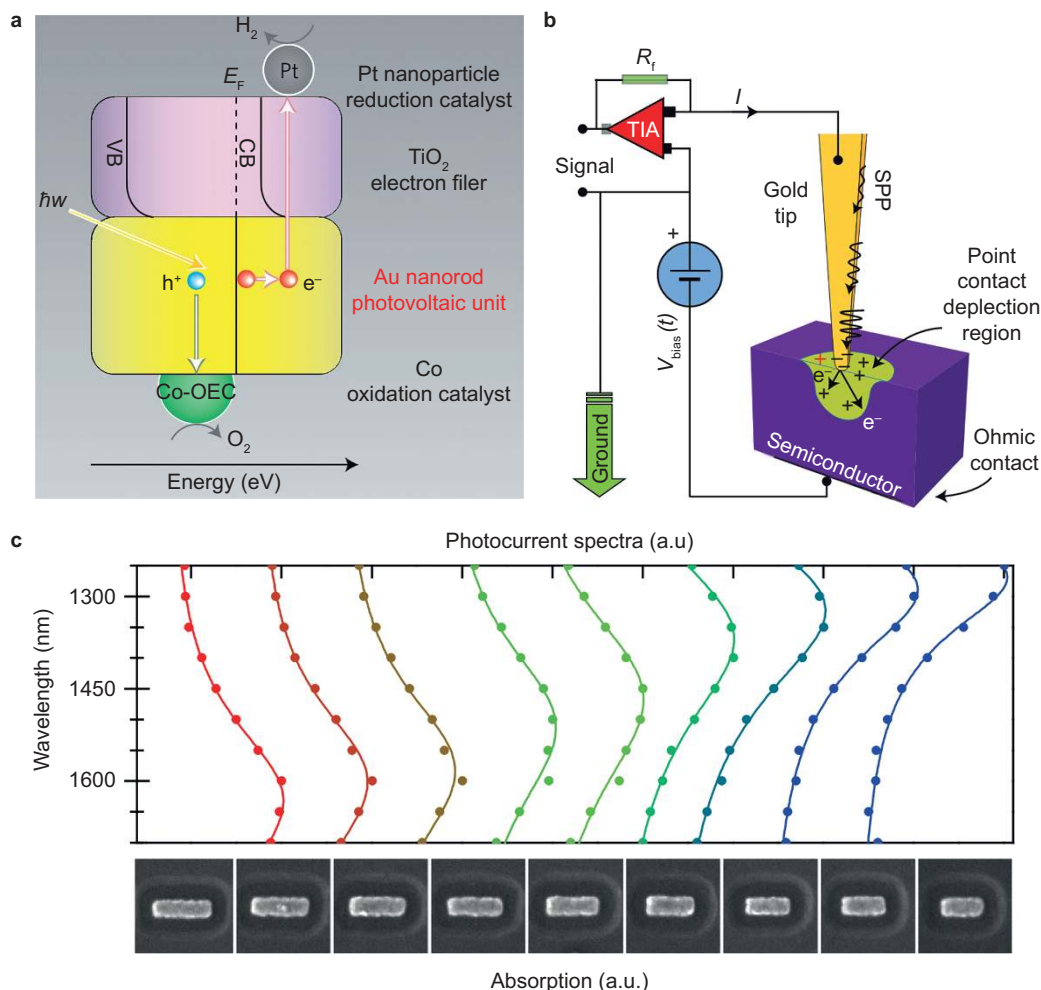 a
H2
Pt
EF
Pt nanoparticle
reduction catalyst
VB
CB
TiO2
electron filer
ħw
h+
e−
Au nanorod
photovoltaic unit
Co-OEC
Co
oxidation catalyst
O2
Energy (eV)
b
Rf
TIA
I
Signal
Gold
tip
SPP
+
Vbias(t)
Point
contact
deplection
region
+ − − +
+ +
e− +
+ +
e−
Ground
Semiconductor
Ohmic
contact
c
Photocurrent spectra (a.u)
Wavelength (nm)
1300
1450
1600
Absorption (a.u.)